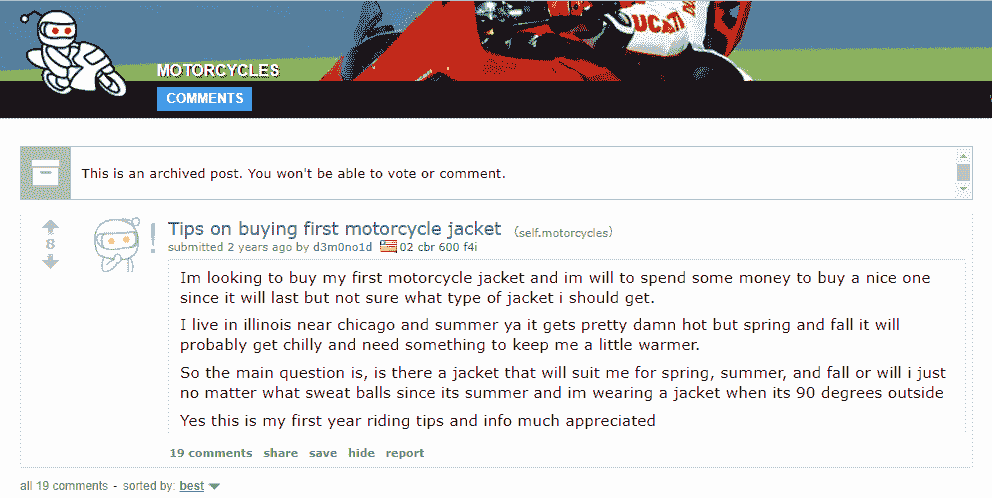 DUCATI
MOTORCYCLES
COMMENTS
This is an archived post. You won't be able to vote or comment.
8
Tips on buying first motorcycle jacket (self.motorcycles)
submitted 2 years ago by d3m0no1d 02 cbr 600 f4i
Im looking to buy my first motorcycle jacket and im will to spend some money to buy a nice one
since it will last but not sure what type of jacket i should get.
I live in illinois near chicago and summer ya it gets pretty damn hot but spring and fall it will
probably get chilly and need something to keep me a little warmer.
So the main question is, is there a jacket that will suit me for spring, summer, and fall or will i just
no matter what sweat balls since its summer and im wearing a jacket when its 90 degrees outside
Yes this is my first year riding tips and info much appreciated
19 comments share save hide report
all 19 comments - sorted by: best